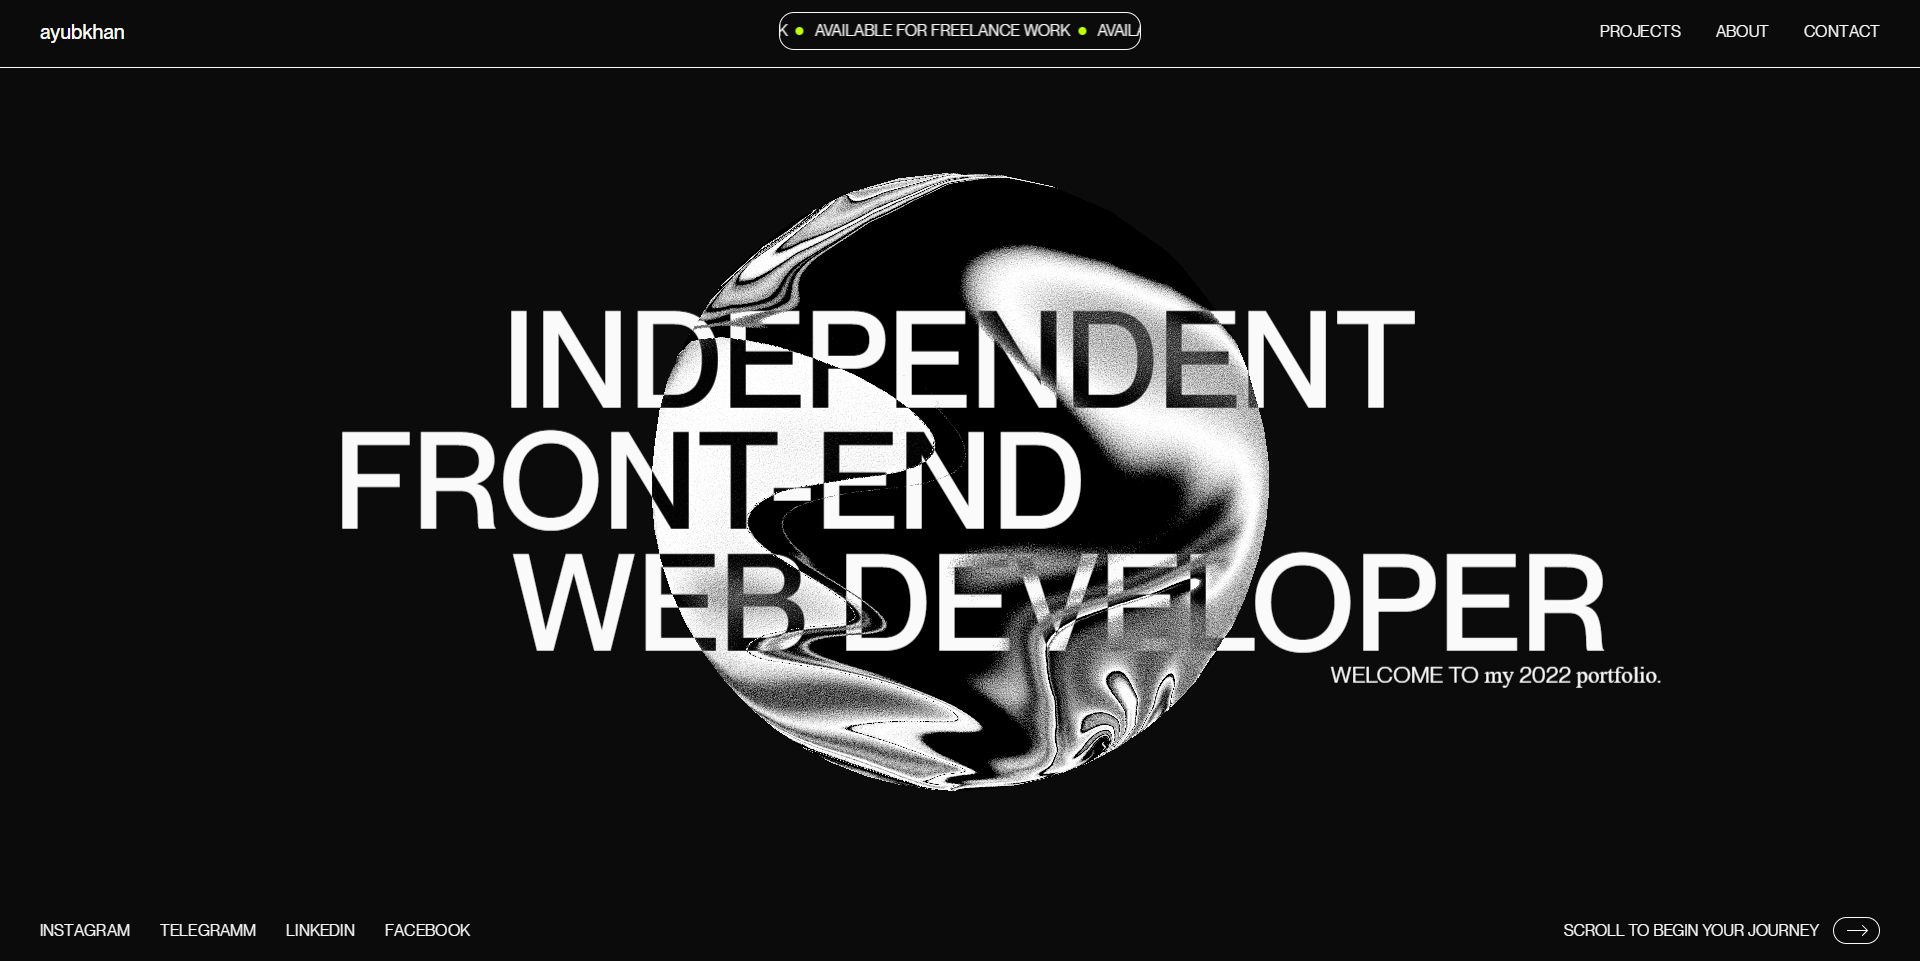 ayubkhan
K ● AVAILABLE FOR FREELANCE WORK ● AVAILA
PROJECTS ABOUT CONTACT
INDEPENDENT
FRONT-END
WEB DEVELOPER
WELCOME TO my 2022 portfolio.
INSTAGRAM TELEGRAMM LINKEDIN FACEBOOK
SCROLL TO BEGIN YOUR JOURNEY